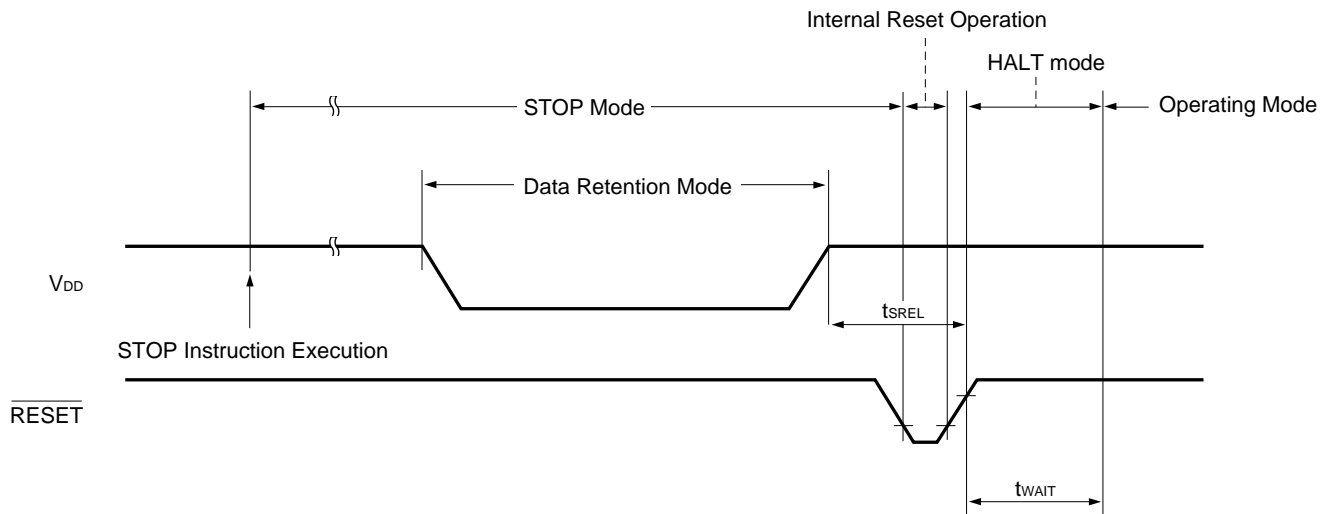 Internal Reset Operation
HALT mode
STOP Mode
Operating Mode
Data Retention Mode
VDD
tSREL
STOP Instruction Execution
RESET
tWAIT